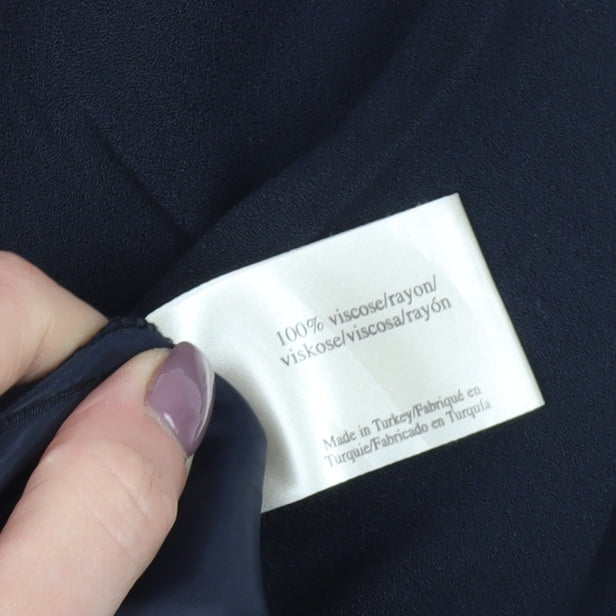 100% viscose/rayon/
viskose/viscosa/rayón
Made in Turkey/Fabriqué en
Turquie/Fabricado en Turquía